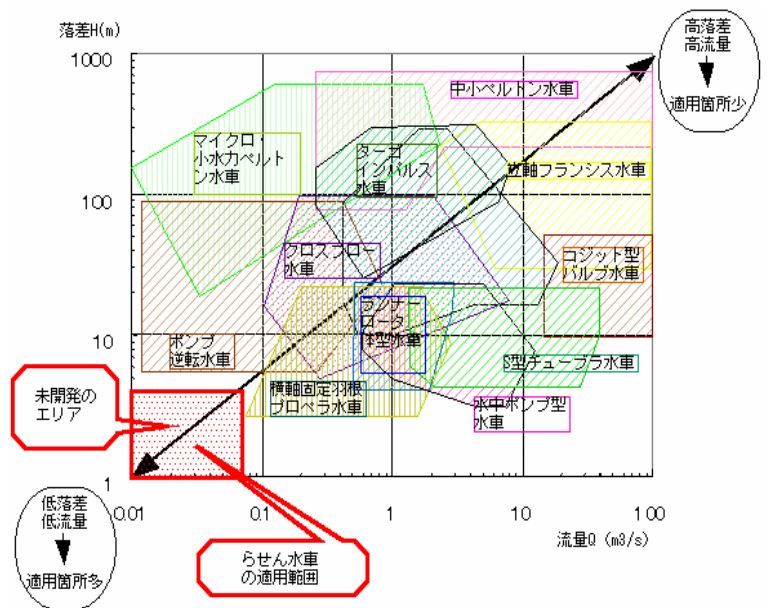 落差H(m)
高落差
高流量
適用箇所少
1000
中小ペルトン水車
マイクロ・
小水力ペルト
ン水車
ターゴ
インパルス
水車
立軸フランシス水車
100
クロスフロー
水車
コジット型
バルブ水車
ランナー
ロータ
体型水車
10
ポンプ
逆転水車
S型チューブラ水車
未開発の
エリア
横軸固定羽根
プロペラ水車
水中ポンプ型
水車
1
0.01
0.1
1
10
100
流量Q (m3/s)
低落差
低流量
適用箇所多
らせん水車
の適用範囲